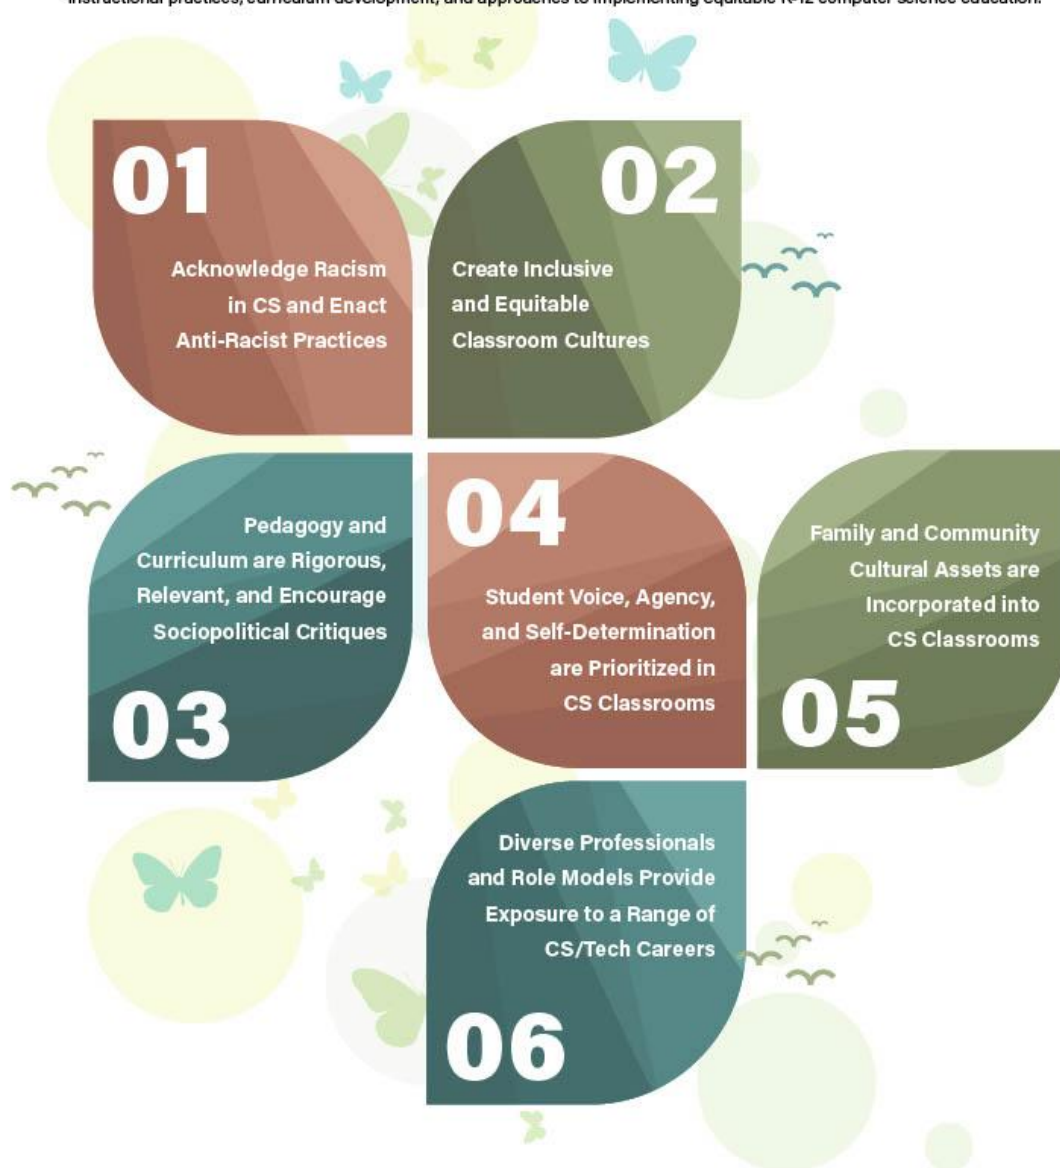 instructional practices, curriculum development, and approaches to implementing equitable K-12 computer science education.
01
Acknowledge Racism
in CS and Enact
Anti-Racist Practices
02
Create Inclusive
and Equitable
Classroom Cultures
Pedagogy and
Curriculum are Rigorous,
Relevant, and Encourage
Sociopolitical Critiques
03
04
Student Voice, Agency,
and Self-Determination
are Prioritized in
CS Classrooms
Family and Community
Cultural Assets are
Incorporated into
CS Classrooms
05
Diverse Professionals
and Role Models Provide
Exposure to a Range of
CS/Tech Careers
06